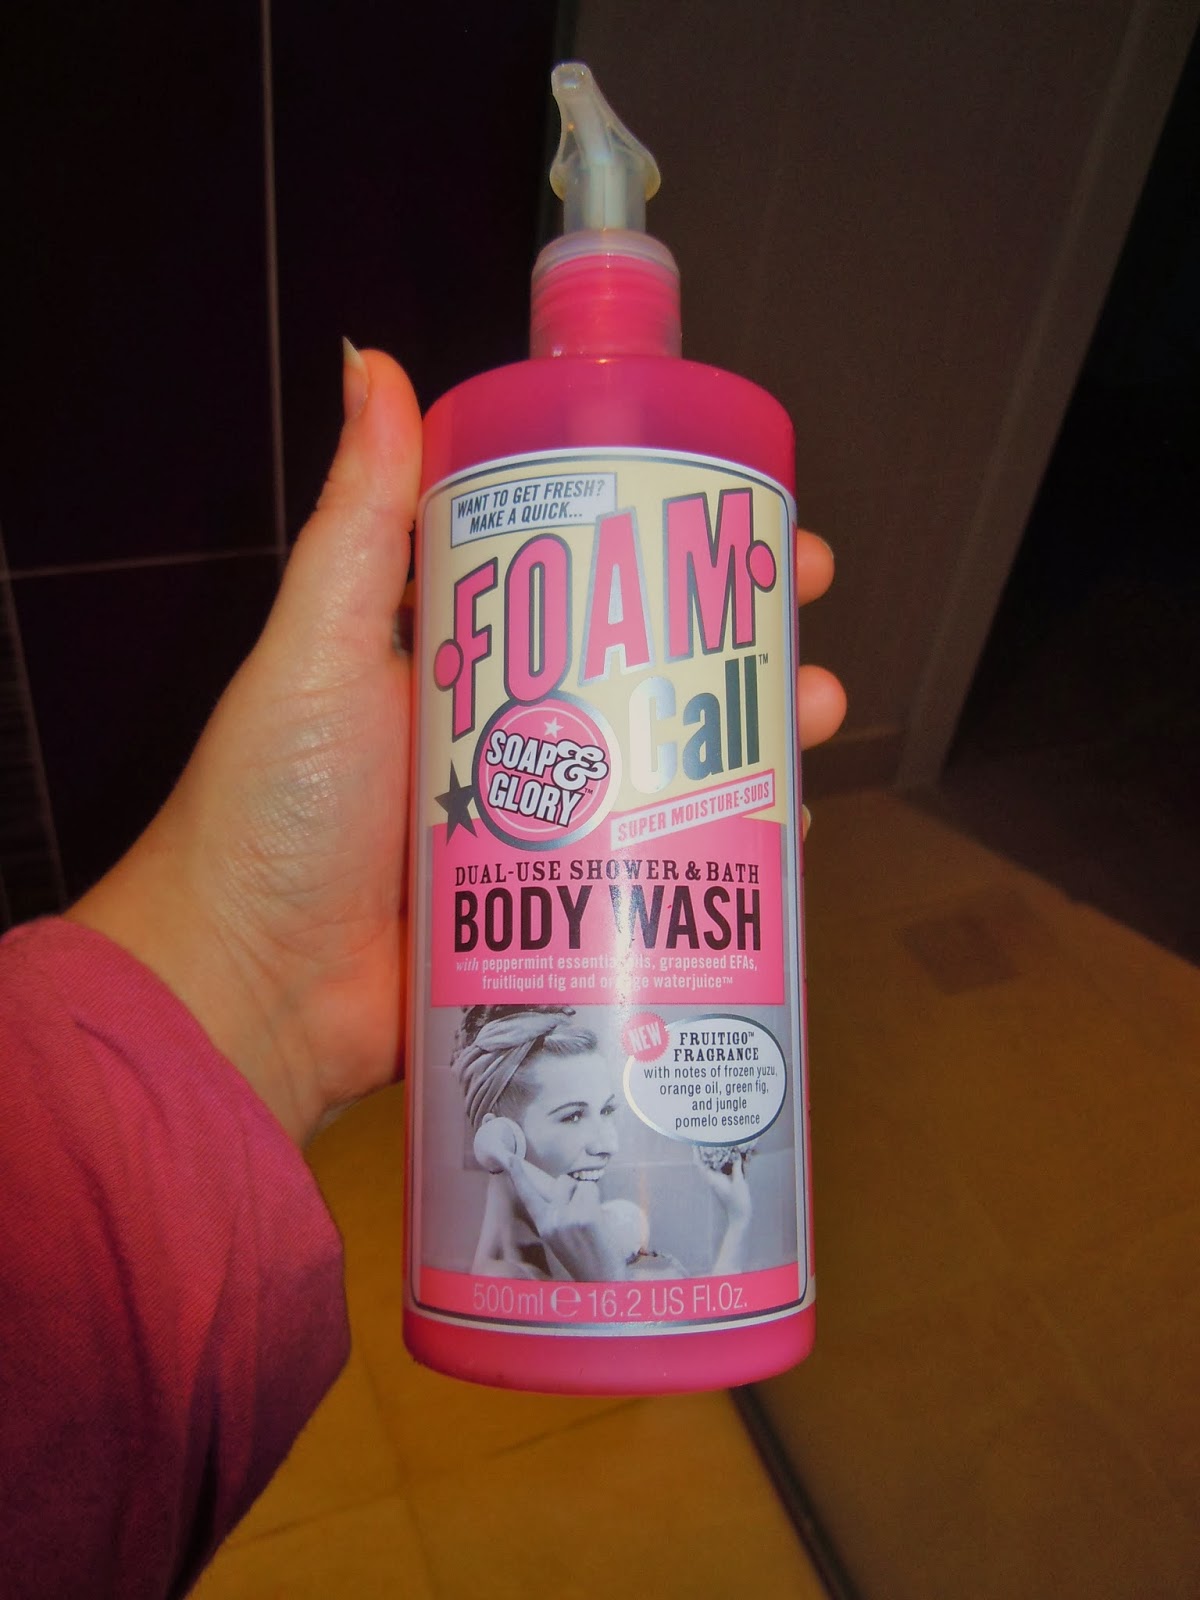 WANT TO GET FRESH?
MAKE A QUICK...
FOAM
Call™
SOAP&
GLORY™
SUPER MOISTURE-SUDS
DUAL-USE SHOWER & BATH
BODY WASH
with peppermint essential oils, grapeseed EFAs,
fruitliquid fig and orange waterjuice™
NEW
FRUITIGO™
FRAGRANCE
with notes of frozen yuzu,
orange oil, green fig,
and jungle
pomelo essence
500ml e 16.2 US Fl.Oz.